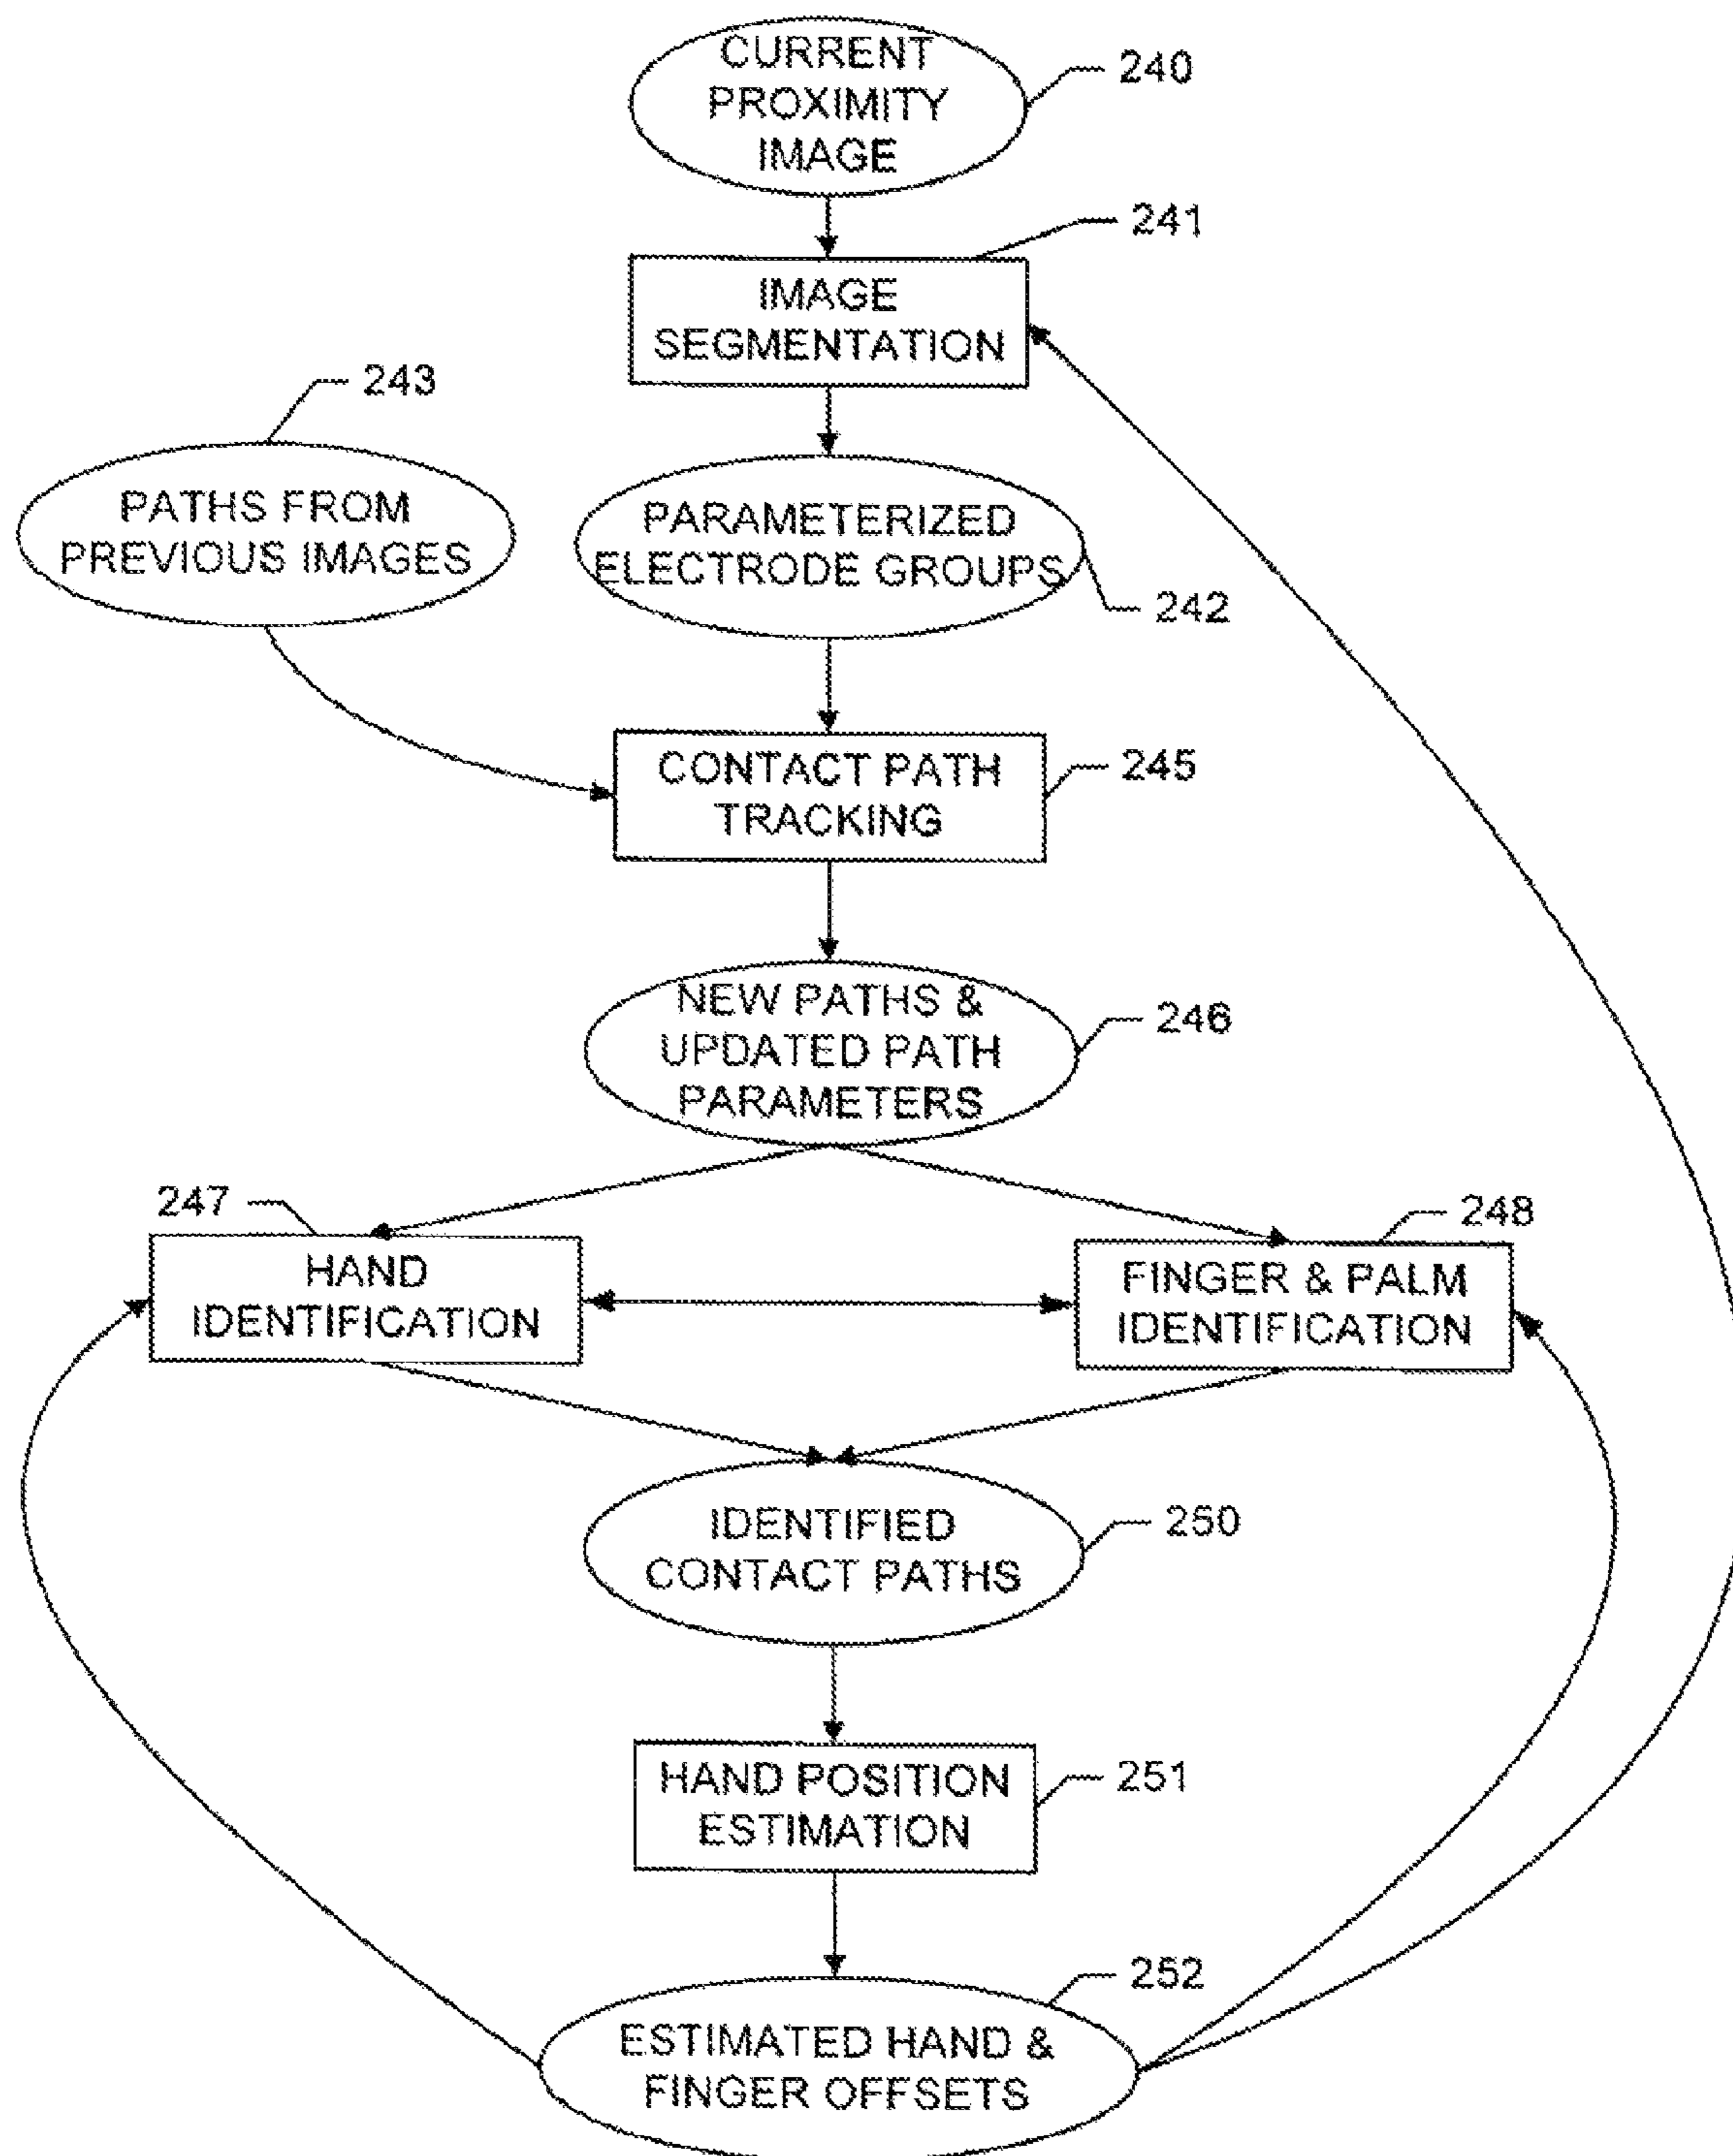 CURRENT
PROXIMITY
IMAGE
240
241
IMAGE
SEGMENTATION
243
PATHS FROM
PREVIOUS IMAGES
PARAMETERIZED
ELECTRODE GROUPS
242
CONTACT PATH
TRACKING
245
NEW PATHS &
UPDATED PATH
PARAMETERS
246
247
HAND
IDENTIFICATION
248
FINGER & PALM
IDENTIFICATION
IDENTIFIED
CONTACT PATHS
250
HAND POSITION
ESTIMATION
251
252
ESTIMATED HAND &
FINGER OFFSETS